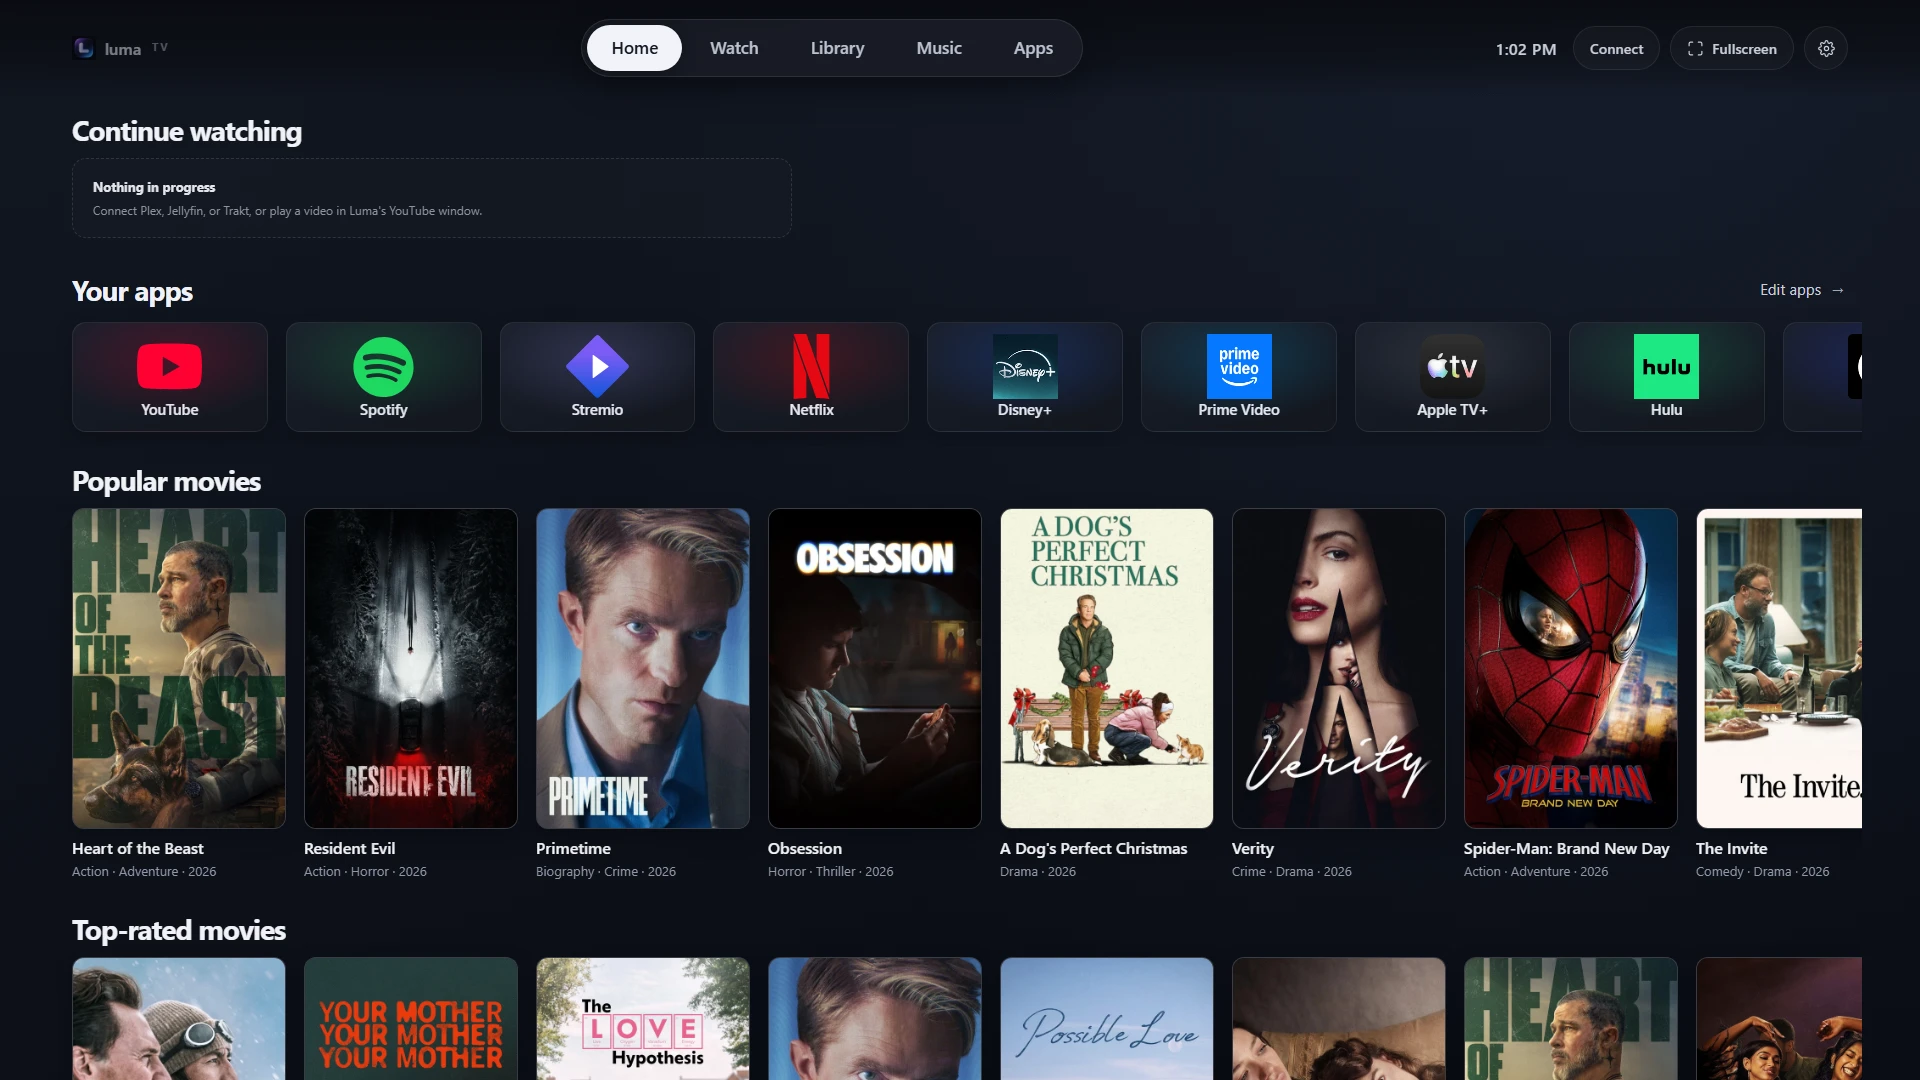 luma TV
Home
Watch
Library
Music
Apps
1:02 PM
Connect
Fullscreen
Continue watching
Nothing in progress
Connect Plex, Jellyfin, or Trakt, or play a video in Luma's YouTube window.
Your apps
Edit apps →
YouTube
Spotify
Stremio
Netflix
Disney+
Disney+
prime
video
Prime Video
tv
Apple TV+
hulu
Hulu
Popular movies
HEART
OF
THE
BEAST
RESIDENT EVIL
PRIMETIME
OBSESSION
A DOG'S
PERFECT
CHRISTMAS
Verity
SPIDER-MAN
BRAND NEW DAY
The Invite.
Heart of the Beast
Action · Adventure · 2026
Resident Evil
Action · Horror · 2026
Primetime
Biography · Crime · 2026
Obsession
Horror · Thriller · 2026
A Dog's Perfect Christmas
Drama · 2026
Verity
Crime · Drama · 2026
Spider-Man: Brand New Day
Action · Adventure · 2026
The Invite
Comedy · Drama · 2026
Top-rated movies
YOUR MOTHER
YOUR MOTHER
YOUR MOTHER
The
LOVE
Hypothesis
Possible Love
HEART
OF